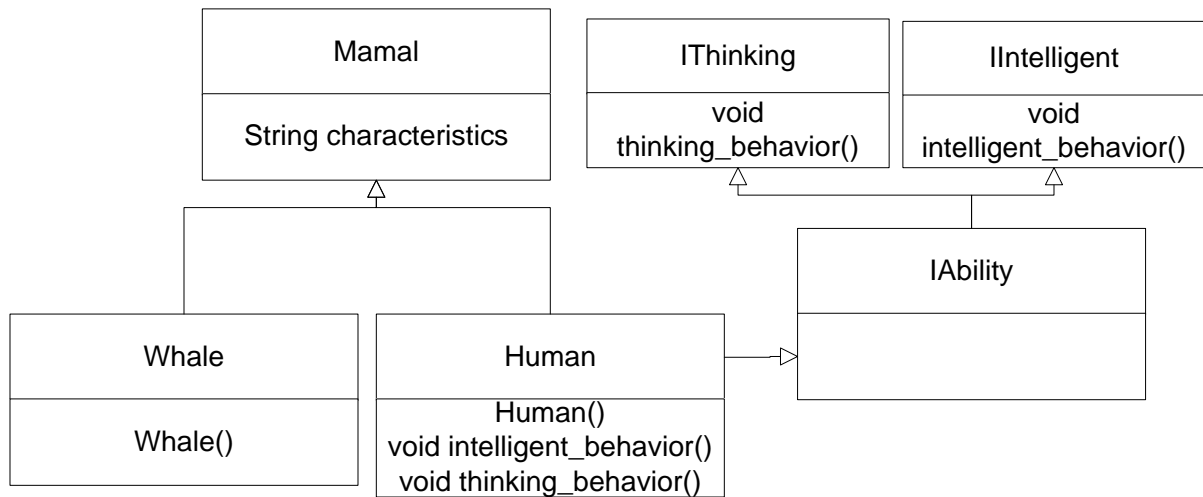 Mamal
String characteristics
IThinking
void
thinking_behavior()
IIntelligent
void
intelligent_behavior()
IAbility
Whale
Whale()
Human
Human()
void intelligent_behavior()
void thinking_behavior()